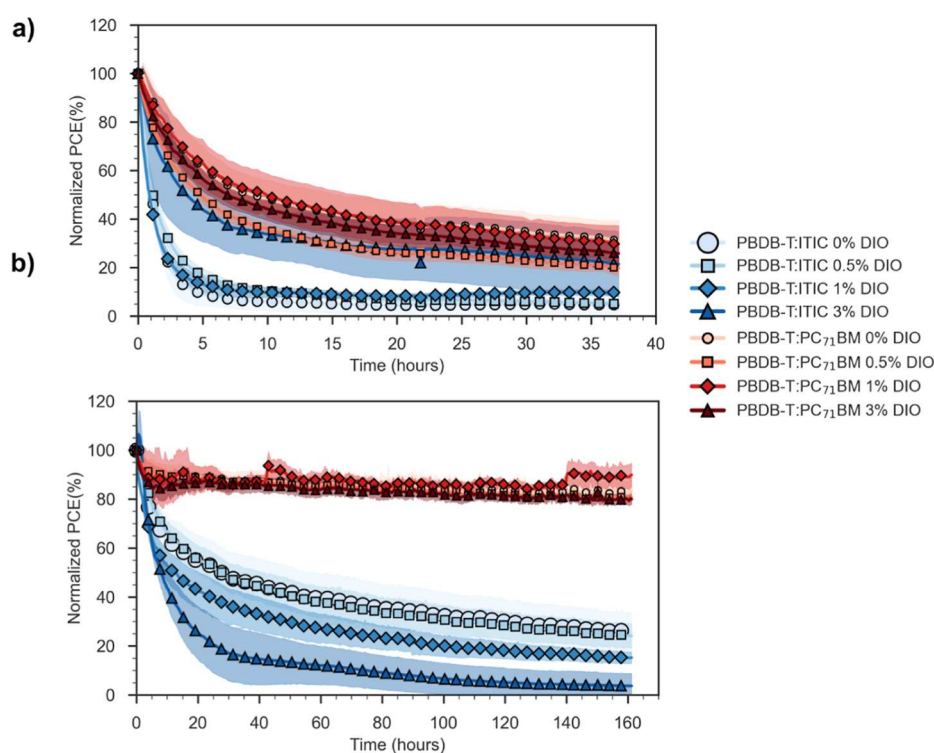 a)
120
100
80
60
40
20
0
Normalized PCE(%)
0 5 10 15 20 25 30 35 40
Time (hours)
b)
120
100
80
60
40
20
0
Normalized PCE(%)
0 20 40 60 80 100 120 140 160
Time (hours)
PBDB-T:ITIC 0% DIO
PBDB-T:ITIC 0.5% DIO
PBDB-T:ITIC 1% DIO
PBDB-T:ITIC 3% DIO
PBDB-T:PC₇₁BM 0% DIO
PBDB-T:PC₇₁BM 0.5% DIO
PBDB-T:PC₇₁BM 1% DIO
PBDB-T:PC₇₁BM 3% DIO